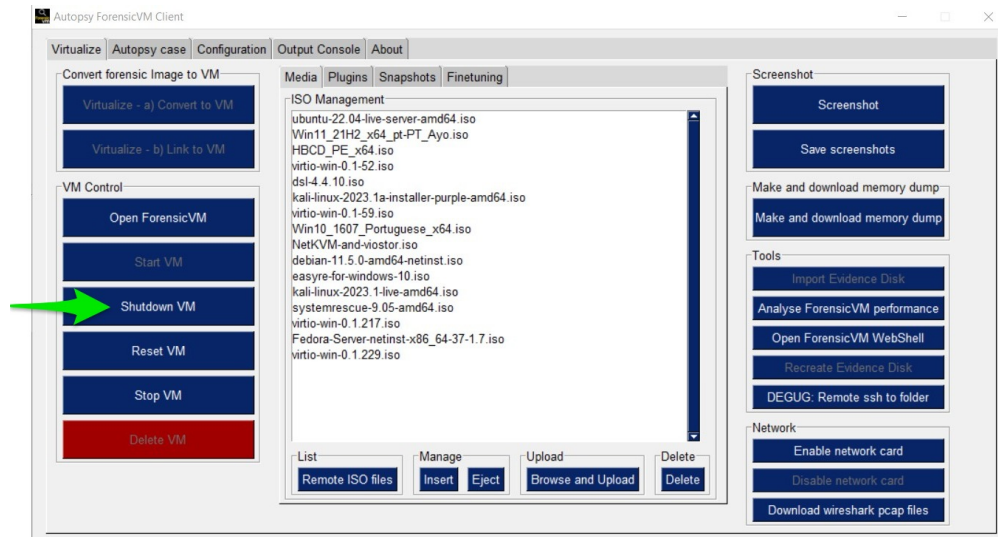 Autopsy ForensicVM Client
Virtualize Autopsy case Configuration Output Console About
Convert forensic Image to VM
Virtualize - a) Convert to VM
Virtualize - b) Link to VM
VM Control
Open ForensicVM
Start VM
Shutdown VM
Reset VM
Stop VM
Delete VM
Media Plugins Snapshots Finetuning
ISO Management
ubuntu-22.04-live-server-amd64.iso
Win11_21H2_x64_pt-PT_Ayo.iso
HBCD_PE_x64.iso
virtio-win-0.1-52.iso
dsl-4.4.10.iso
kali-linux-2023.1a-installer-purple-amd64.iso
virtio-win-0.1-59.iso
Win10_1607_Portuguese_x64.iso
NetKVM-and-viostor.iso
debian-11.5.0-amd64-netinst.iso
easyre-for-windows-10.iso
kali-linux-2023.1-live-amd64.iso
systemrescue-9.05-amd64.iso
virtio-win-0.1.217.iso
Fedora-Server-netinst-x86_64-37-1.7.iso
virtio-win-0.1.229.iso
List Manage Upload Delete
Remote ISO files Insert Eject Browse and Upload Delete
Screenshot
Screenshot
Save screenshots
Make and download memory dump
Make and download memory dump
Tools
Import Evidence Disk
Analyse ForensicVM performance
Open ForensicVM WebShell
Recreate Evidence Disk
DEGUG: Remote ssh to folder
Network
Enable network card
Disable network card
Download wireshark pcap files